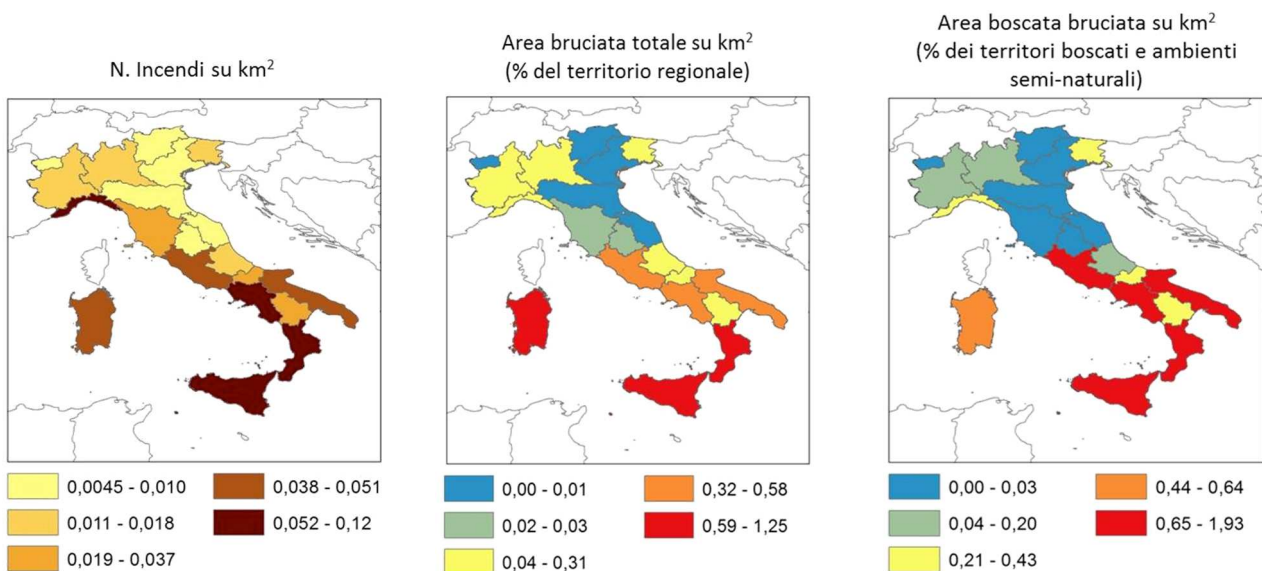 N. Incendi su km²
Area bruciata totale su km²
(% del territorio regionale)
Area boscata bruciata su km²
(% dei territori boscati e ambienti
semi-naturali)
0,0045 - 0,010
0,011 - 0,018
0,019 - 0,037
0,038 - 0,051
0,052 - 0,12
0,00 - 0,01
0,02 - 0,03
0,04 - 0,31
0,32 - 0,58
0,59 - 1,25
0,00 - 0,03
0,04 - 0,20
0,21 - 0,43
0,44 - 0,64
0,65 - 1,93